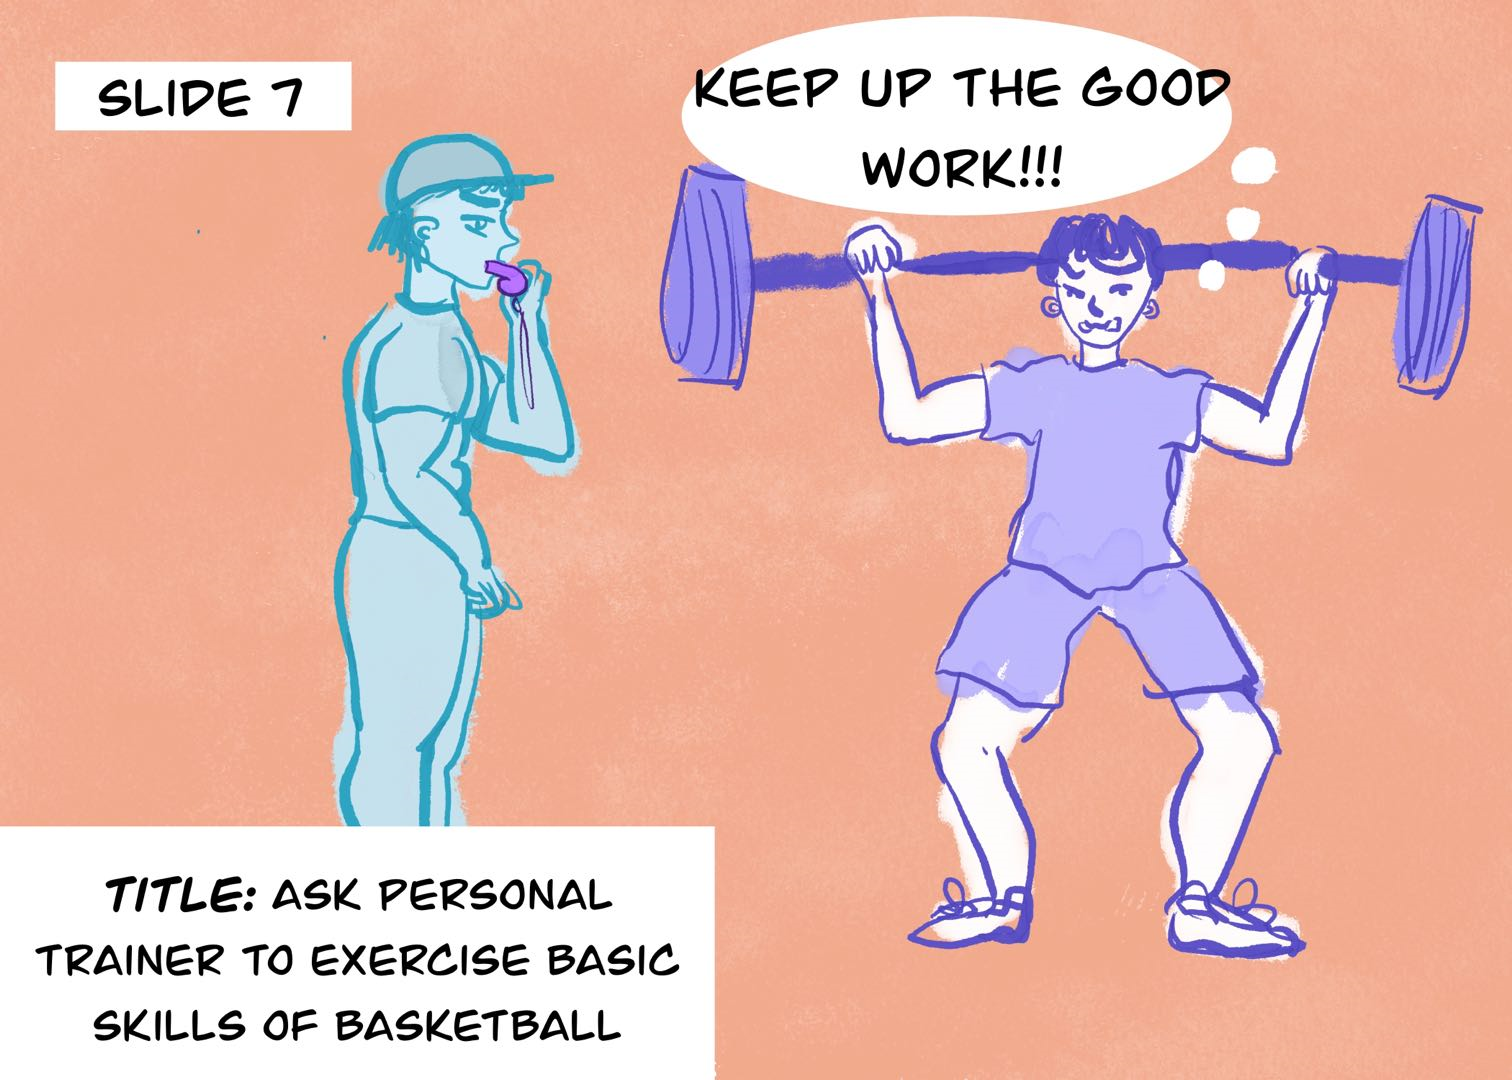 SLIDE 7
KEEP UP THE GOOD
WORK!!!
TITLE: ASK PERSONAL
TRAINER TO EXERCISE BASIC
SKILLS OF BASKETBALL